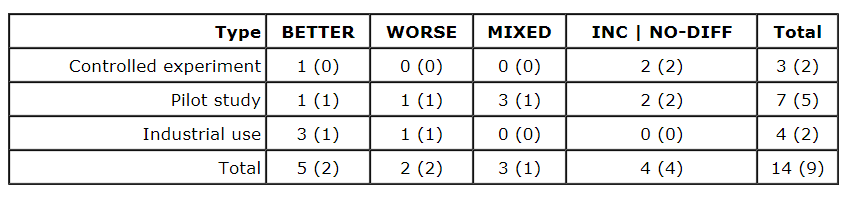 Type BETTER WORSE MIXED INC | NO-DIFF Total
Controlled experiment 1 (0) 0 (0) 0 (0) 2 (2) 3 (2)
Pilot study 1 (1) 1 (1) 3 (1) 2 (2) 7 (5)
Industrial use 3 (1) 1 (1) 0 (0) 0 (0) 4 (2)
Total 5 (2) 2 (2) 3 (1) 4 (4) 14 (9)